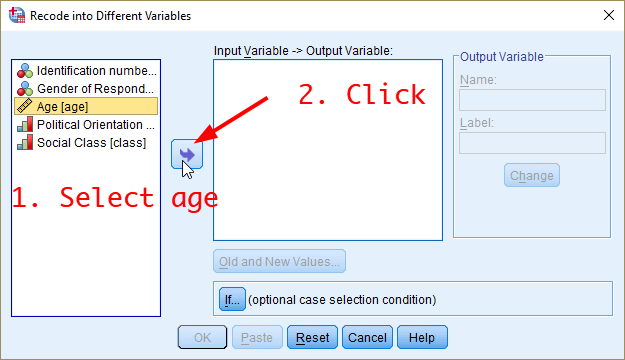 Recode into Different Variables
Input Variable -> Output Variable:
Output Variable
Identification numbe...
Gender of Respond...
Age [age]
Political Orientation ...
Social Class [class]
Name:
Label:
Change
1. Select age
2. Click
Old and New Values...
If... (optional case selection condition)
OK Paste Reset Cancel Help